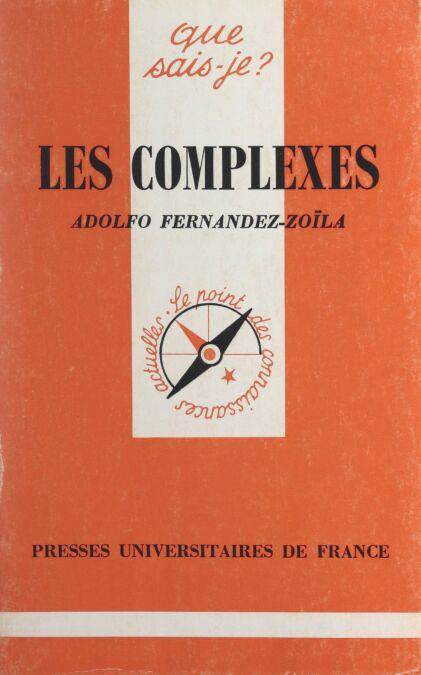 que
sais-je?
LES COMPLEXES
ADOLFO FERNANDEZ-ZOÏLA
Le point des connaissances actuelles.
PRESSES UNIVERSITAIRES DE FRANCE